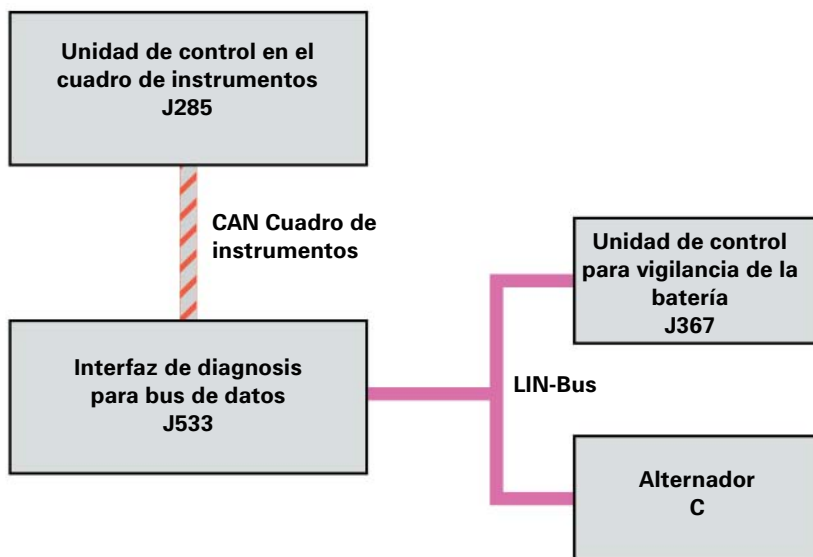 Unidad de control en el
cuadro de instrumentos
J285
CAN Cuadro de
instrumentos
Unidad de control
para vigilancia de la
batería
J367
Interfaz de diagnosis
para bus de datos
J533
LIN-Bus
Alternador
C